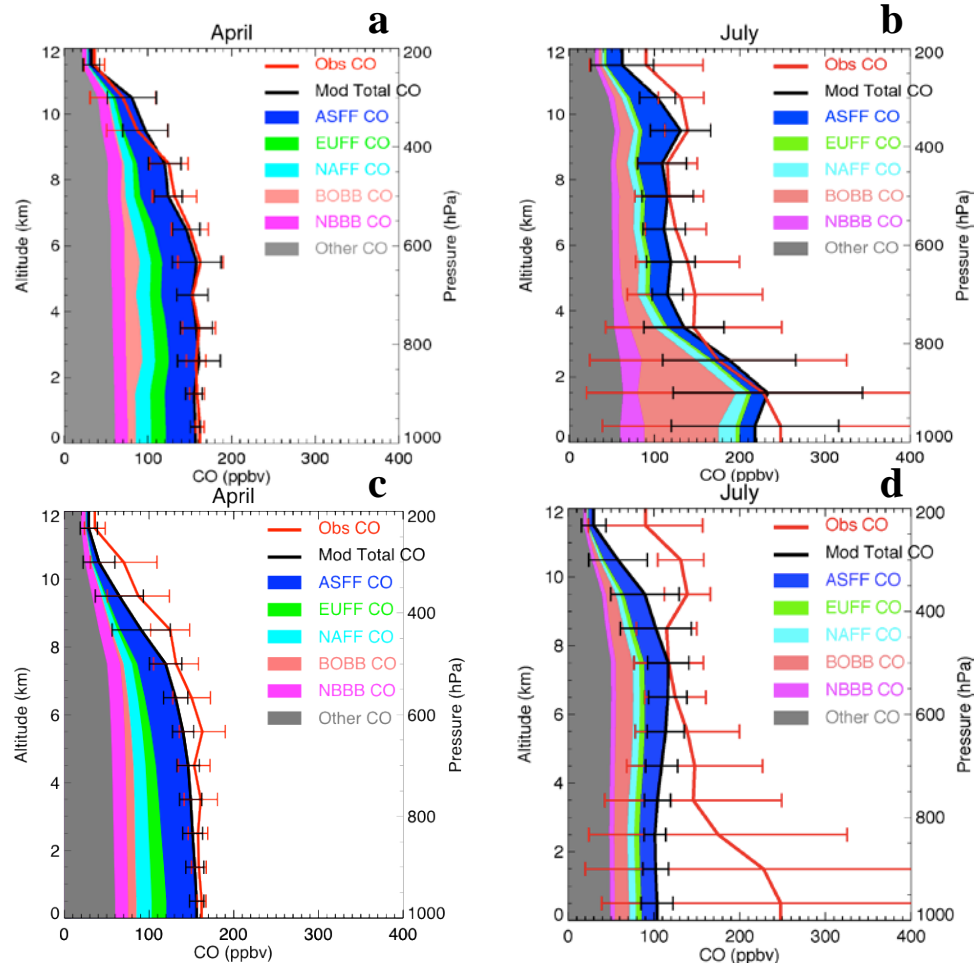 a
April
12
10
8
6
4
2
0
Altitude (km)
Obs CO
Mod Total CO
ASFF CO
EUFF CO
NAFF CO
BOBB CO
NBBB CO
Other CO
200
400
600
800
1000
Pressure (hPa)
0 100 200 300 400
CO (ppbv)
b
July
12
10
8
6
4
2
0
Altitude (km)
Obs CO
Mod Total CO
ASFF CO
EUFF CO
NAFF CO
BOBB CO
NBBB CO
Other CO
200
400
600
800
1000
Pressure (hPa)
0 100 200 300 400
CO (ppbv)
c
April
12
10
8
6
4
2
0
Altitude (km)
Obs CO
Mod Total CO
ASFF CO
EUFF CO
NAFF CO
BOBB CO
NBBB CO
Other CO
200
400
600
800
1000
Pressure (hPa)
0 100 200 300 400
CO (ppbv)
d
July
12
10
8
6
4
2
0
Altitude (km)
Obs CO
Mod Total CO
ASFF CO
EUFF CO
NAFF CO
BOBB CO
NBBB CO
Other CO
200
400
600
800
1000
Pressure (hPa)
0 100 200 300 400
CO (ppbv)